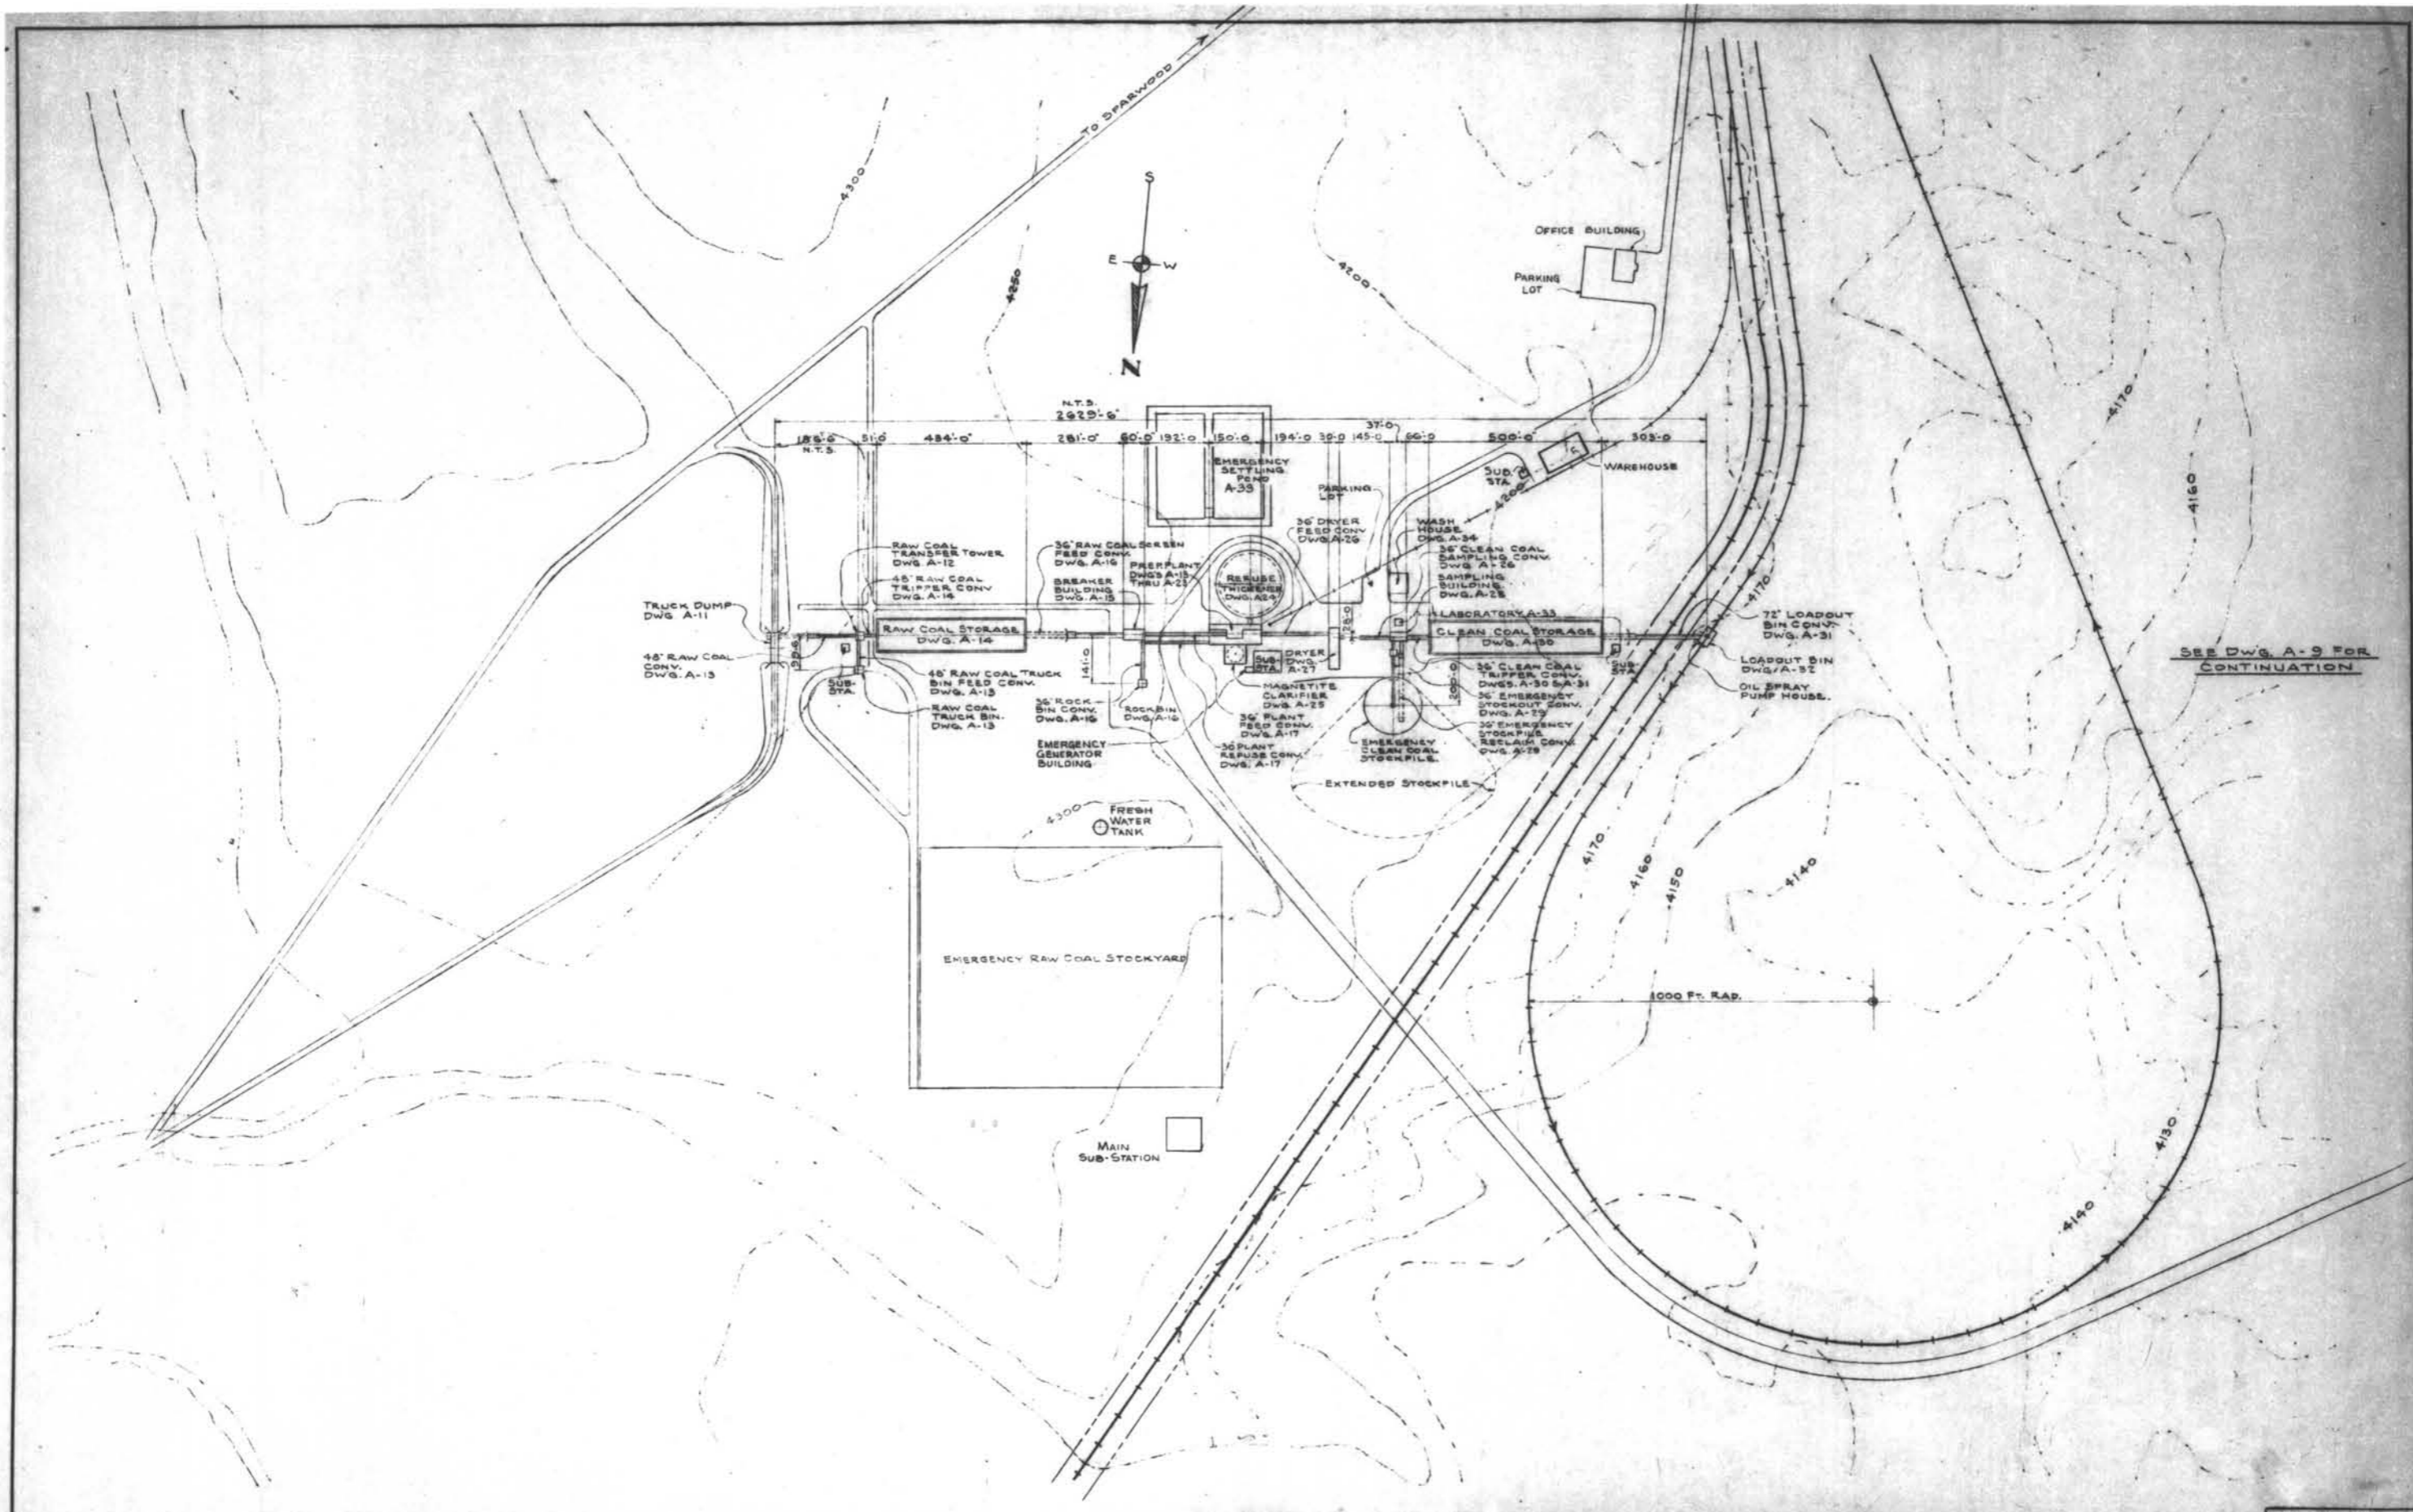 TO SPARWOOD
4300
S
E
W
N
4250
4200
OFFICE BUILDING
PARKING
LOT
4170
4160
N.T.S.
2629'-6"
51'-0
434'-0"
281'-0"
60'-0"
192'-0
150'-0
194'-0
30'-0
145'-0
37'-0
66'-0
500'-0"
303'-0
N.T.S.
EMERGENCY
SETTLING
POND
A-33
SUB.
STA.
WAREHOUSE
4200
PARKING
LOT
36" DRYER
FEED CONV.
DWG. A-26
WASH
HOUSE
DWG. A-34
RAW COAL
TRANSFER TOWER
DWG. A-12
36" RAW COAL SCREEN
FEED CONV.
DWG. A-16
PREP. PLANT
DWGS A-18
THRU A-23
REFUSE
THICKENER
DWG. A24
36" CLEAN COAL
SAMPLING CONV.
DWG. A-26
48" RAW COAL
TRIPPER CONV
DWG. A-14
BREAKER
BUILDING
DWG. A-15
SAMPLING
BUILDING
DWG. A-28
4170
TRUCK DUMP
DWG. A-11
LABORATORY A-33
72" LOADOUT
BIN CONV.
DWG. A-31
RAW COAL STORAGE
DWG. A-14
CLEAN COAL STORAGE
DWG. A-30
48" RAW COAL
CONV.
DWG. A-13
SUB-
STA.
48" RAW COAL TRUCK
BIN FEED CONV.
DWG. A-13
141'-0
SUB
STA.
DRYER
DWG.
A-27
36" CLEAN COAL
TRIPPER CONV.
DWGS. A-30 & A-31
200'-0
SUB
STA.
LOADOUT BIN
DWG. A-32
SEE DWG. A-9 FOR
CONTINUATION
RAW COAL
TRUCK BIN.
DWG. A-13
36" ROCK
BIN CONV.
DWG. A-16
ROCK BIN
DWG. A-16
MAGNETITE
CLARIFIER
DWG. A-25
36" EMERGENCY
STOCKOUT CONV.
DWG. A-29
OIL SPRAY
PUMP HOUSE.
36" PLANT
FEED CONV.
DWG. A-17
EMERGENCY
GENERATOR
BUILDING
36 PLANT
REFUSE CONV.
DWG. A-17
EMERGENCY
CLEAN COAL
STOCKPILE.
36" EMERGENCY
STOCKPILE
RECLAIM CONV.
DWG. A-29
EXTENDED STOCKPILE
4300
FRESH
WATER
TANK
4170
4160
4150
4140
EMERGENCY RAW COAL STOCKYARD
1000 FT. RAD.
MAIN
SUB-STATION
4130
4140